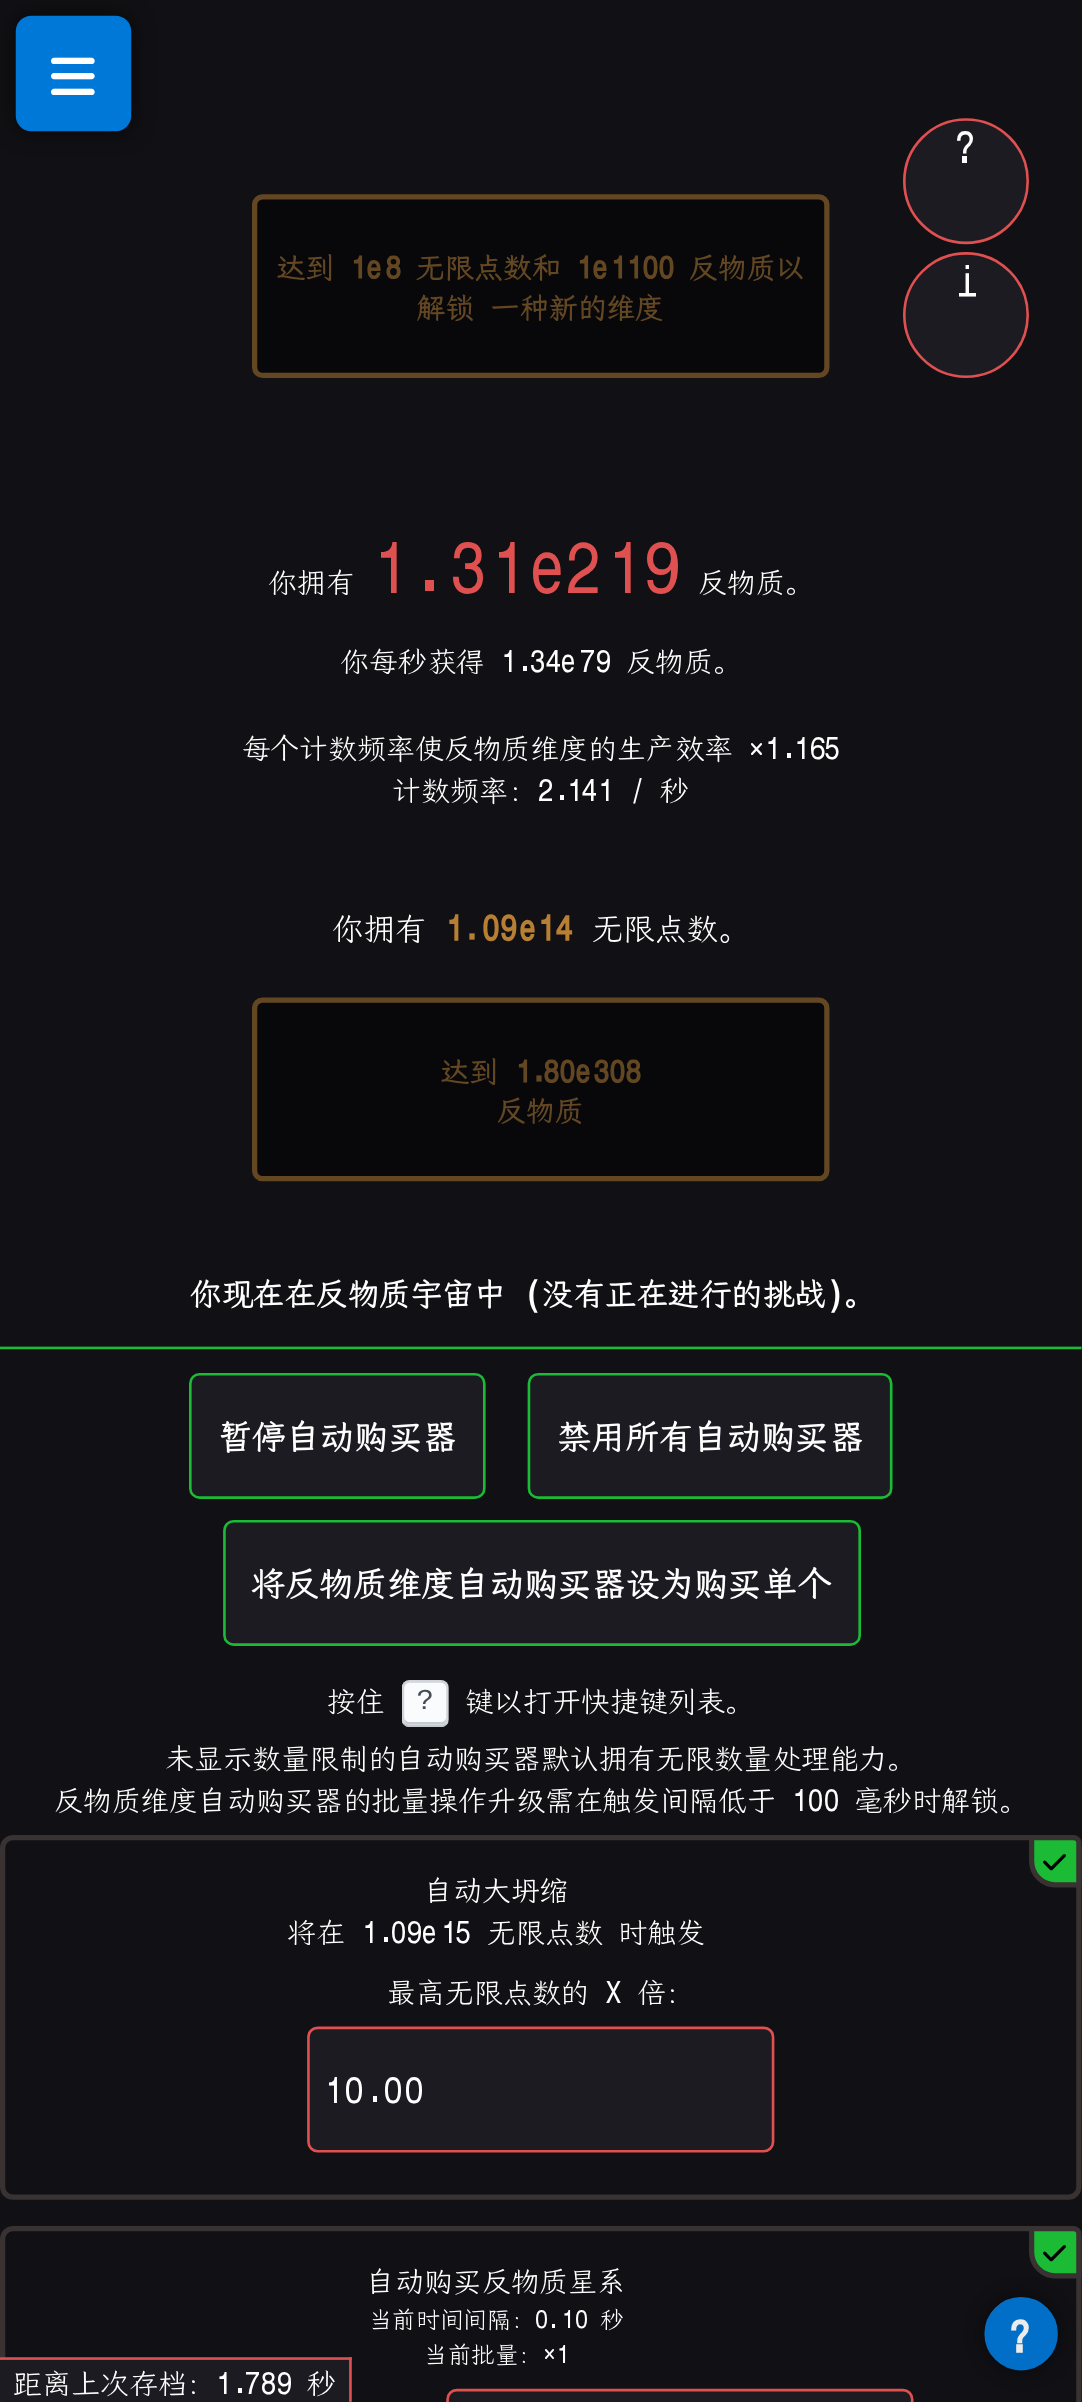 ?
i
达到 1e8 无限点数和 1e1100 反物质以
解锁 一种新的维度
你拥有 1.31e219 反物质。
你每秒获得 1.34e79 反物质。
每个计数频率使反物质维度的生产效率 ×1.165
计数频率: 2.141 / 秒
你拥有 1.09e14 无限点数。
达到 1.80e308
反物质
你现在在反物质宇宙中 (没有正在进行的挑战)。
暂停自动购买器
禁用所有自动购买器
将反物质维度自动购买器设为购买单个
按住 ? 键以打开快捷键列表。
未显示数量限制的自动购买器默认拥有无限数量处理能力。
反物质维度自动购买器的批量操作升级需在触发间隔低于 100 毫秒时解锁。
自动大坍缩
将在 1.09e15 无限点数 时触发
最高无限点数的 X 倍:
10.00
自动购买反物质星系
当前时间间隔: 0.10 秒
当前批量: ×1
?
距离上次存档: 1.789 秒